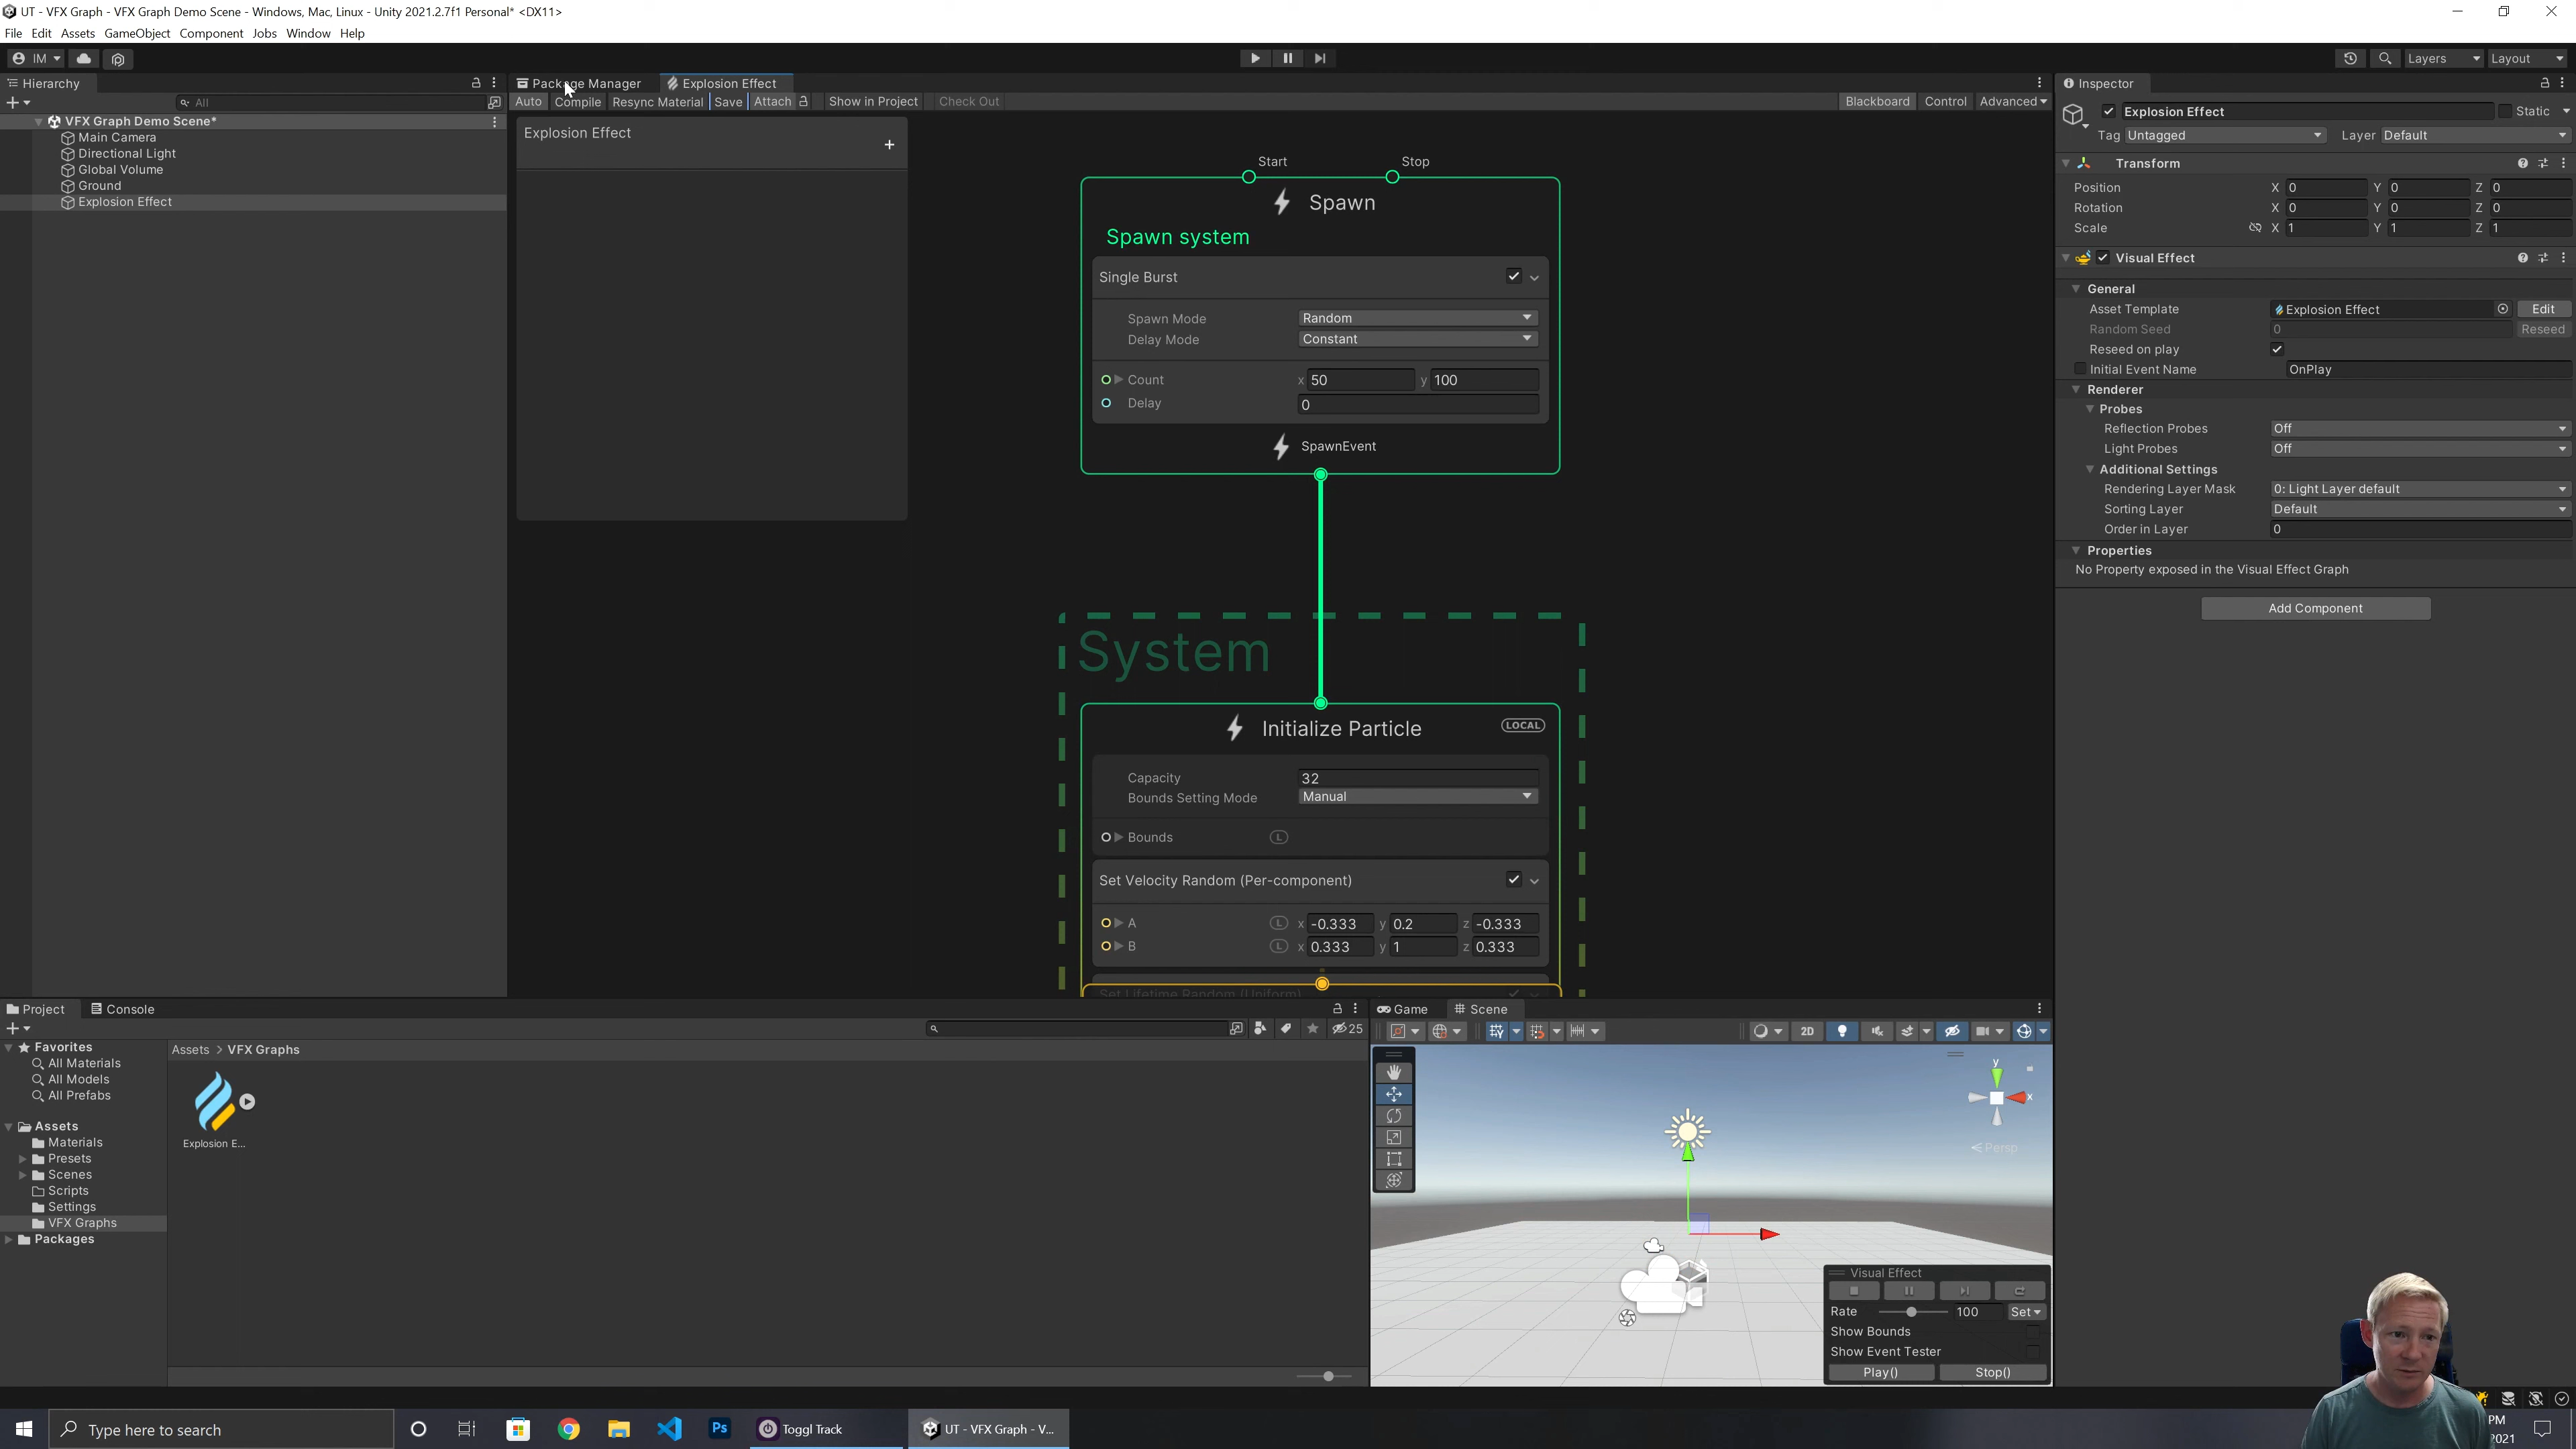 UT - VFX Graph - VFX Graph Demo Scene - Windows, Mac, Linux - Unity 2021.2.7f1 Personal* <DX11>
File Edit Assets GameObject Component Jobs Window Help
IM Layers Layout
Hierarchy
All
VFX Graph Demo Scene*
Main Camera
Directional Light
Global Volume
Ground
Explosion Effect
Package Manager Explosion Effect
Auto Compile Resync Material Save Attach Show in Project Check Out Blackboard Control Advanced
Explosion Effect
+
Start Stop
Spawn
Spawn system
Single Burst
Spawn Mode Random
Delay Mode Constant
Count x 50 y 100
Delay 0
SpawnEvent
System
Initialize Particle LOCAL
Capacity 32
Bounds Setting Mode Manual
Bounds L
Set Velocity Random (Per-component)
A L x -0.333 y 0.2 z -0.333
B L x 0.333 y 1 z 0.333
Set Lifetime Random (Uniform)
Inspector
Explosion Effect Static
Tag Untagged Layer Default
Transform
Position X 0 Y 0 Z 0
Rotation X 0 Y 0 Z 0
Scale X 1 Y 1 Z 1
Visual Effect
General
Asset Template Explosion Effect Edit
Random Seed 0 Reseed
Reseed on play
Initial Event Name OnPlay
Renderer
Probes
Reflection Probes Off
Light Probes Off
Additional Settings
Rendering Layer Mask 0: Light Layer default
Sorting Layer Default
Order in Layer 0
Properties
No Property exposed in the Visual Effect Graph
Add Component
Project Console
25
Favorites
All Materials
All Models
All Prefabs
Assets
Materials
Presets
Scenes
Scripts
Settings
VFX Graphs
Packages
Assets > VFX Graphs
Explosion E...
Game Scene
2D
y
x
Persp
Visual Effect
Rate 100 Set
Show Bounds
Show Event Tester
Play() Stop()
Type here to search
Ps
Toggl Track
UT - VFX Graph - V...
PM
2021